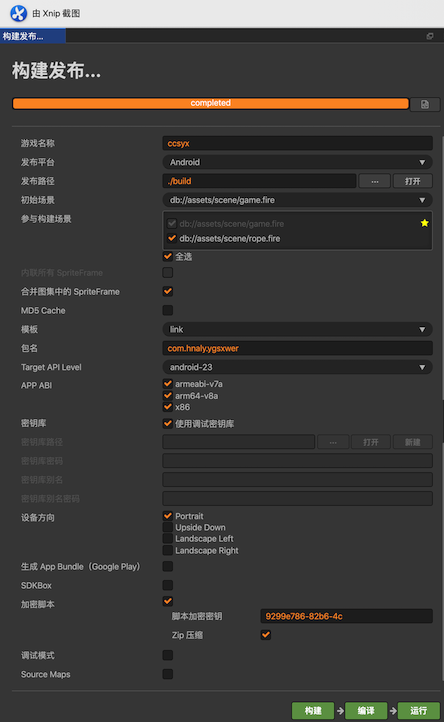 由 Xnip 截图
构建发布...
构建发布...
completed
游戏名称 ccsyx
发布平台 Android
发布路径 ./build ... 打开
初始场景 db://assets/scene/game.fire
参与构建场景 db://assets/scene/game.fire
db://assets/scene/rope.fire
全选
内联所有 SpriteFrame
合并图集中的 SpriteFrame
MD5 Cache
模板 link
包名 com.hnaly.ygsxwer
Target API Level android-23
APP ABI armeabi-v7a
arm64-v8a
x86
密钥库 使用调试密钥库
密钥库路径 ... 打开 新建
密钥库密码
密钥库别名
密钥库别名密码
设备方向 Portrait
Upside Down
Landscape Left
Landscape Right
生成 App Bundle（Google Play）
SDKBox
加密脚本
脚本加密密钥 9299e786-82b6-4c
Zip 压缩
调试模式
Source Maps
构建 编译 运行